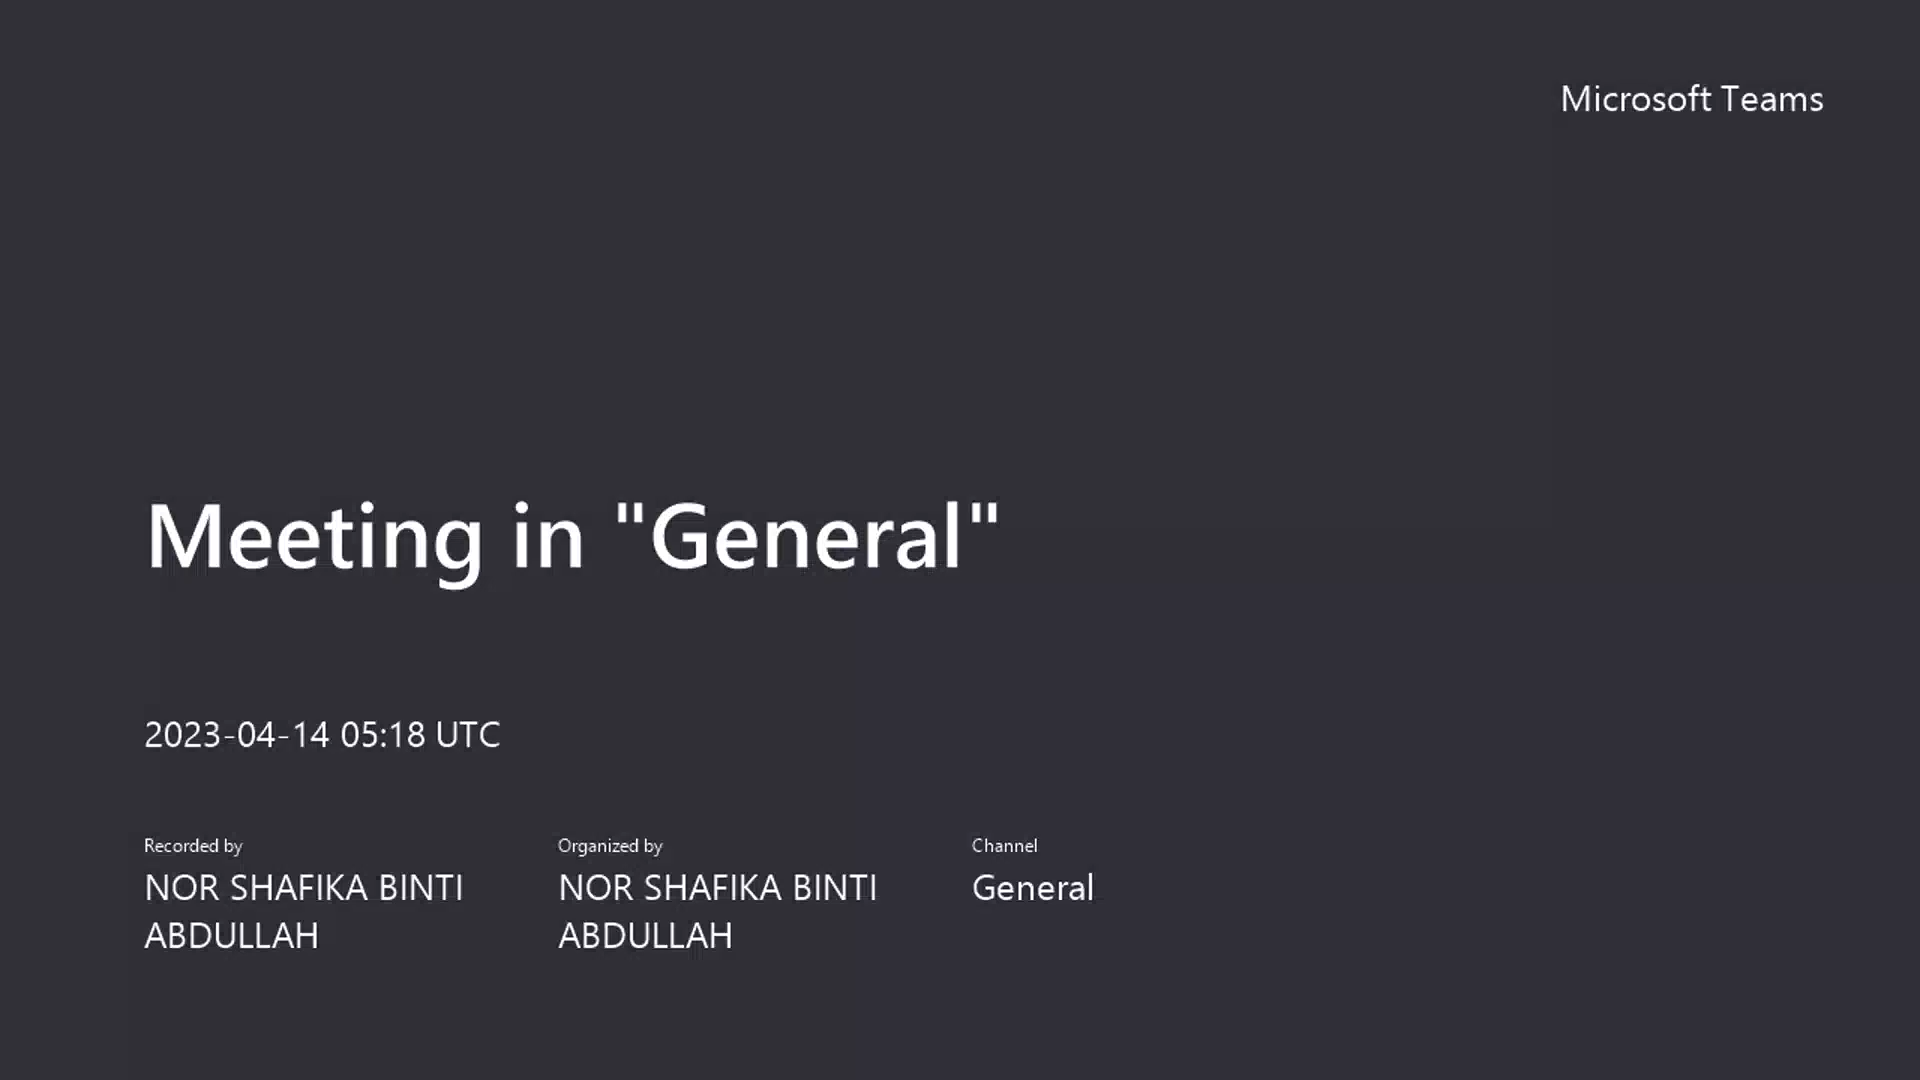 Microsoft Teams
Meeting in "General"
2023-04-14 05:18 UTC
Recorded by
NOR SHAFIKA BINTI
ABDULLAH
Organized by
NOR SHAFIKA BINTI
ABDULLAH
Channel
General